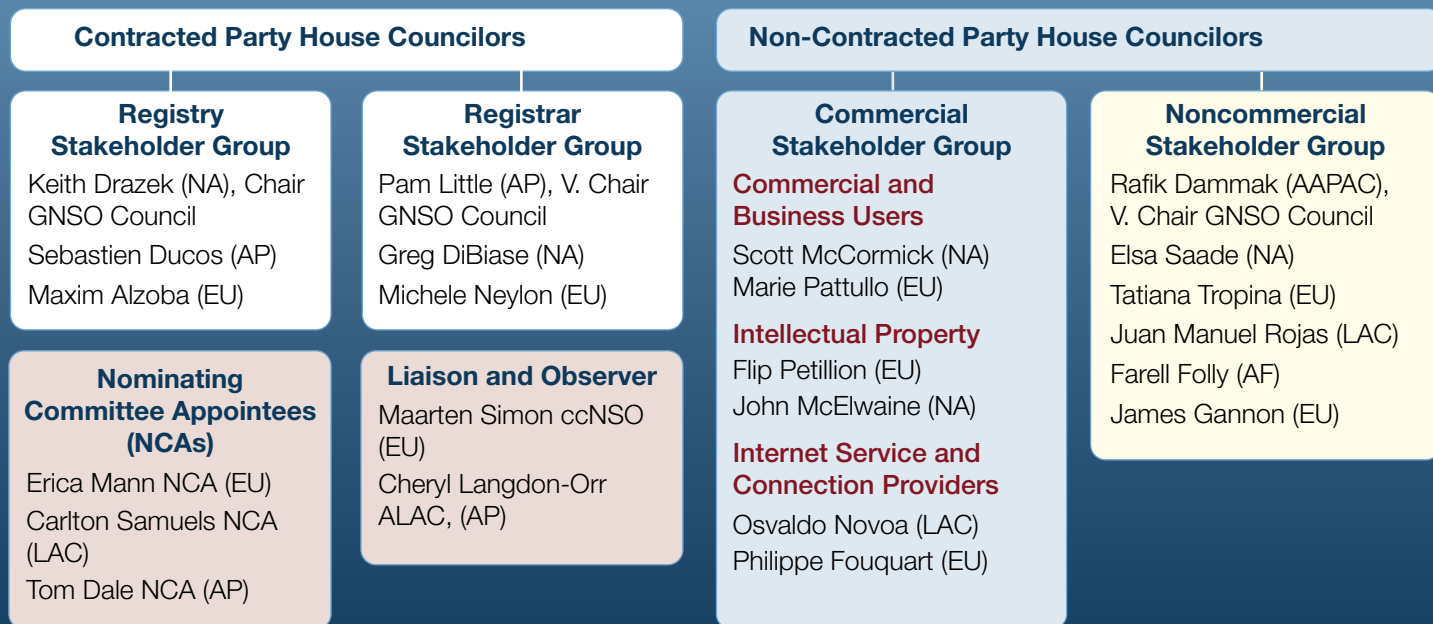 Contracted Party House Councilors
Registry
Stakeholder Group
Keith Drazek (NA), Chair
GNSO Council
Sebastien Ducos (AP)
Maxim Alzoba (EU)
Registrar
Stakeholder Group
Pam Little (AP), V. Chair
GNSO Council
Greg DiBiase (NA)
Michele Neylon (EU)
Nominating
Committee Appointees
(NCAs)
Erica Mann NCA (EU)
Carlton Samuels NCA
(LAC)
Tom Dale NCA (AP)
Liaison and Observer
Maarten Simon ccNSO
(EU)
Cheryl Langdon-Orr
ALAC, (AP)
Non-Contracted Party House Councilors
Commercial
Stakeholder Group
Commercial and
Business Users
Scott McCormick (NA)
Marie Pattullo (EU)
Intellectual Property
Flip Petillion (EU)
John McElwaine (NA)
Internet Service and
Connection Providers
Osvaldo Novoa (LAC)
Philippe Fouquart (EU)
Noncommercial
Stakeholder Group
Rafik Dammak (AAPAC),
V. Chair GNSO Council
Elsa Saade (NA)
Tatiana Tropina (EU)
Juan Manuel Rojas (LAC)
Farell Folly (AF)
James Gannon (EU)